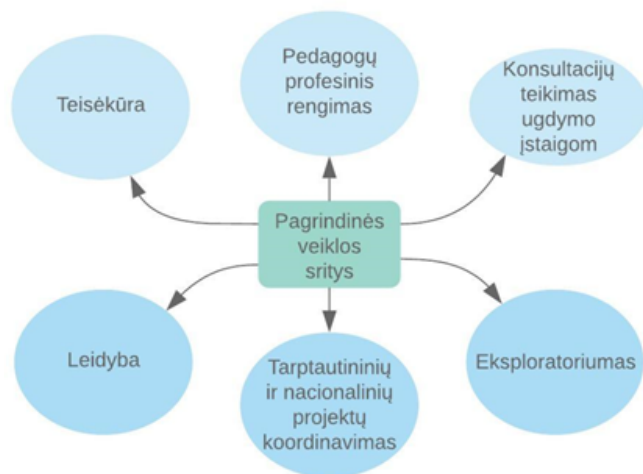 Teisėkūra
Pedagogų
profesinis
rengimas
Konsultacijų
teikimas
ugdymo
įstaigom
Pagrindinės
veiklos
sritys
Leidyba
Tarptautininių
ir nacionalinių
projektų
koordinavimas
Eksploratoriumas